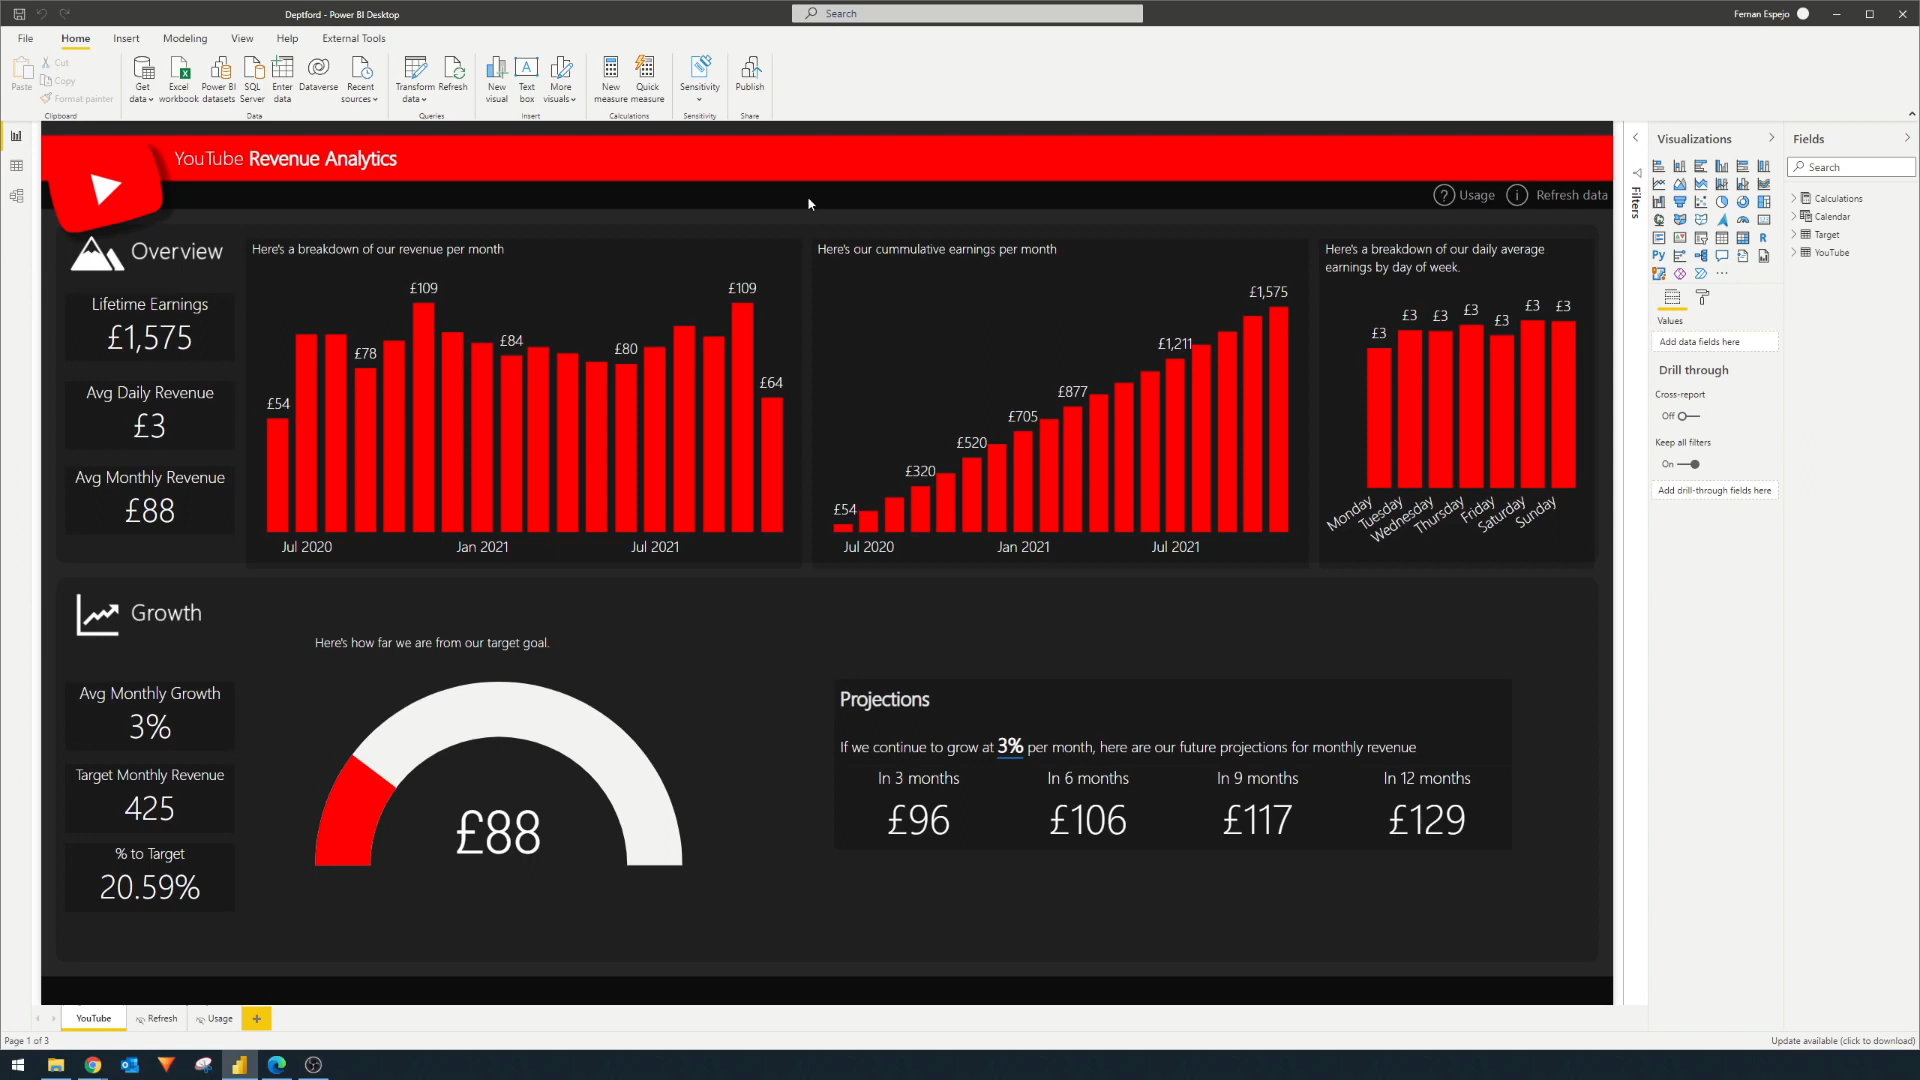 Deptford - Power BI Desktop
Search
Fernan Espejo
File Home Insert Modeling View Help External Tools
Paste
Cut
Copy
Format painter
Clipboard
Get data
Excel workbook
Power BI datasets
SQL Server
Enter data
Dataverse
Recent sources
Data
Transform data
Refresh
Queries
New visual
Text box
More visuals
Insert
New measure
Quick measure
Calculations
Sensitivity
Sensitivity
Publish
Share
YouTube Revenue Analytics
Usage
Refresh data
Overview
Lifetime Earnings
£1,575
Avg Daily Revenue
£3
Avg Monthly Revenue
£88
Here's a breakdown of our revenue per month
£54
£78
£109
£84
£80
£109
£64
Jul 2020
Jan 2021
Jul 2021
Here's our cummulative earnings per month
£54
£320
£520
£705
£877
£1,211
£1,575
Jul 2020
Jan 2021
Jul 2021
Here's a breakdown of our daily average
earnings by day of week.
£3
£3
£3
£3
£3
£3
£3
Monday
Tuesday
Wednesday
Thursday
Friday
Saturday
Sunday
Growth
Avg Monthly Growth
3%
Target Monthly Revenue
425
% to Target
20.59%
Here's how far we are from our target goal.
£88
Projections
If we continue to grow at 3% per month, here are our future projections for monthly revenue
In 3 months
In 6 months
In 9 months
In 12 months
£96
£106
£117
£129
Filters
Visualizations
R
Py
Values
Add data fields here
Drill through
Cross-report
Off
Keep all filters
On
Add drill-through fields here
Fields
Search
Calculations
Calendar
Target
YouTube
YouTube
Refresh
Usage
Page 1 of 3
Update available (click to download)